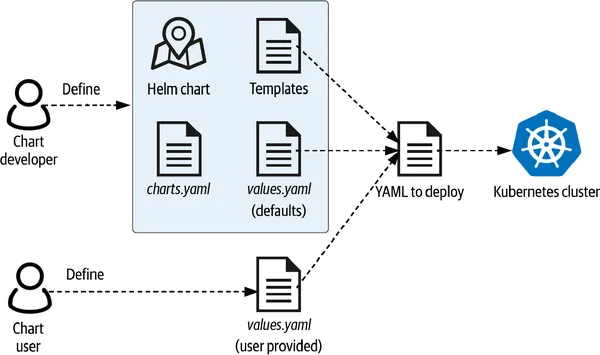 Define
Chart
developer
Helm chart
Templates
charts.yaml
values.yaml
(defaults)
YAML to deploy
Kubernetes cluster
Define
Chart
user
values.yaml
(user provided)